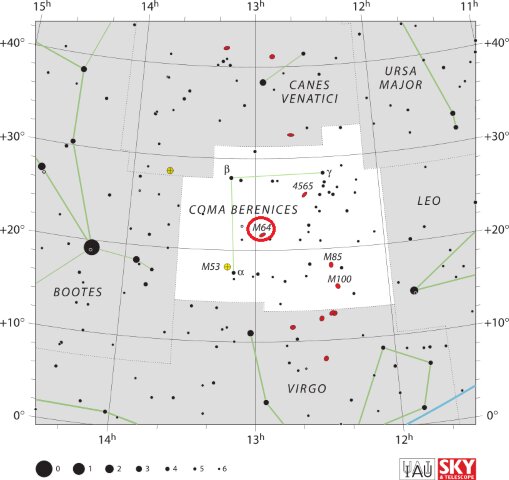 15h 14h 13h 12h 11h
+40° +40°
URSA
MAJOR
CANES
VENATICI
+30° +30°
β γ
4565
COMA BERENICES
LEO
M64
+20° +20°
M85
M53 α
M100
BOOTES
+10° +10°
VIRGO
0° 0°
14h 13h 12h
0 1 2 3 4 5 6
IAU
SKY
& TELESCOPE